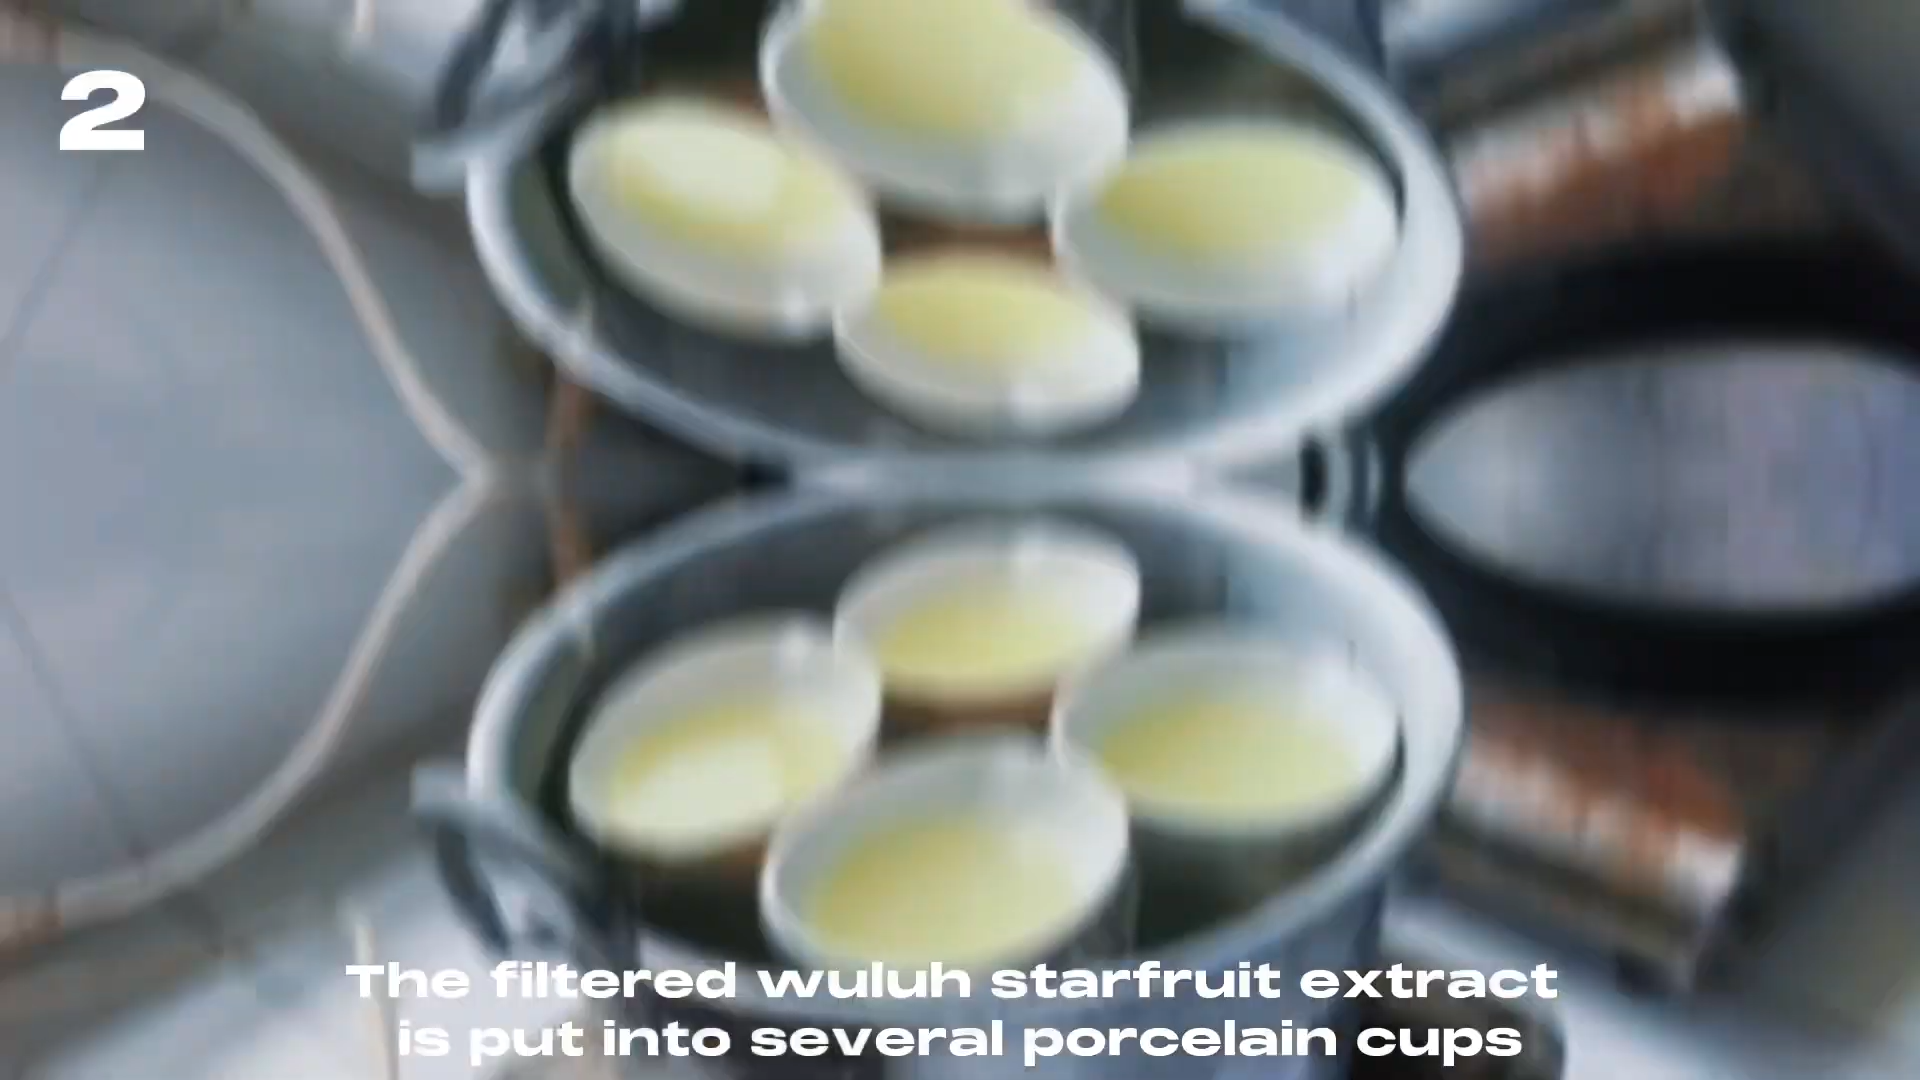 2
The filtered wuluh starfruit extract
is put into several porcelain cups